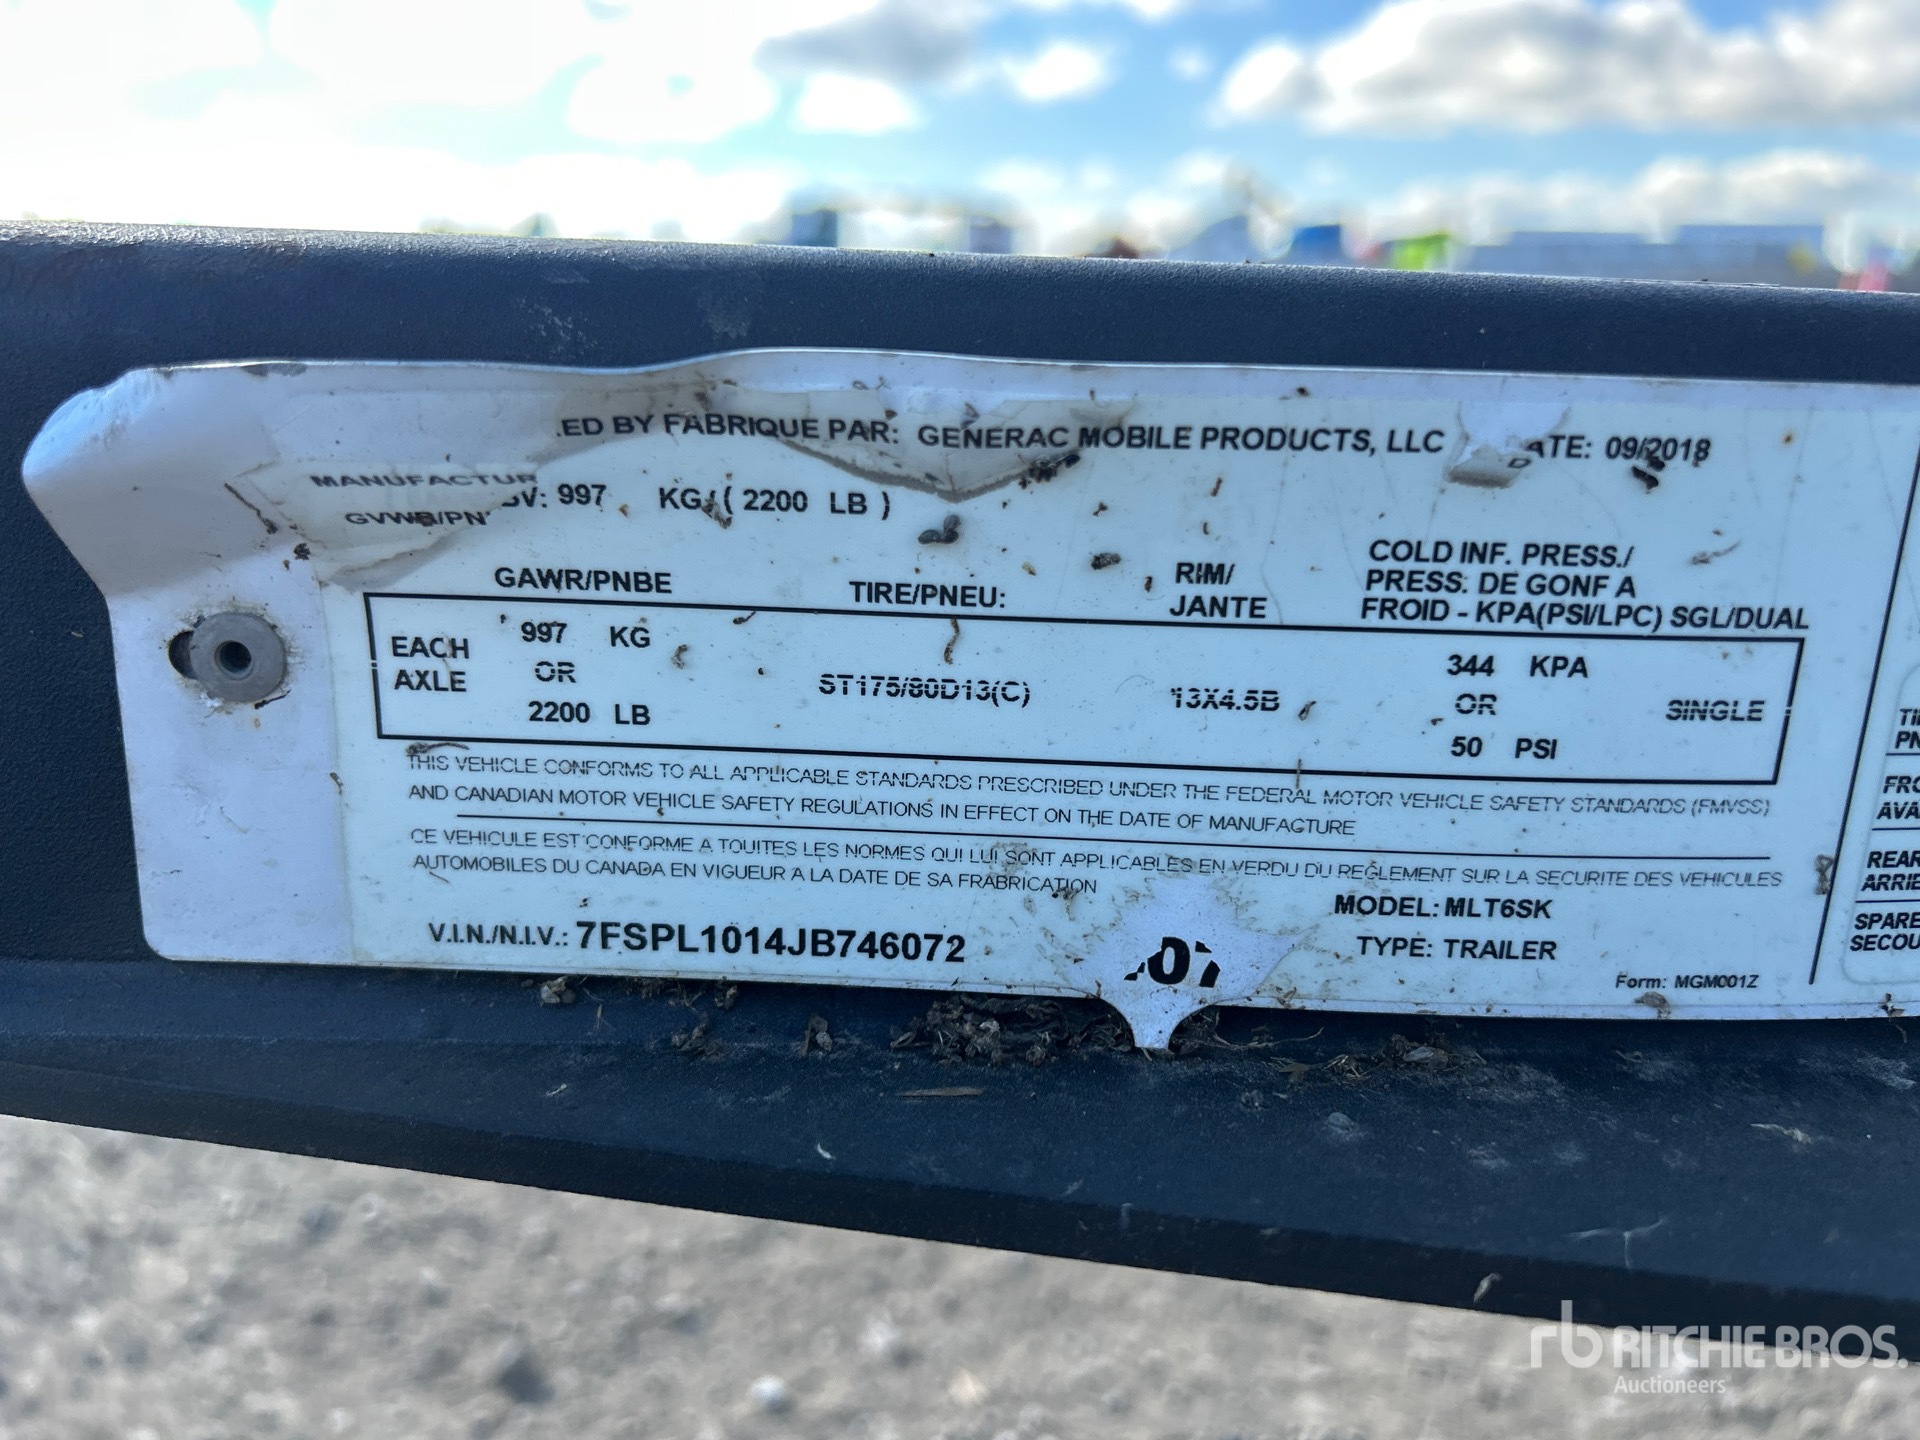 .ED BY FABRIQUE PAR: GENERAC MOBILE PRODUCTS, LLC
ATE: 09/2018
MANUFACTUR
GVWR/PN
BV: 997 KG/( 2200 LB )
GAWR/PNBE
TIRE/PNEU:
RIM/
JANTE
COLD INF. PRESS./
PRESS. DE GONF A
FROID - KPA(PSI/LPC) SGL/DUAL
EACH
AXLE
997 KG
OR
2200 LB
ST175/80D13(C)
13X4.5B
344 KPA
OR
50 PSI
SINGLE
THIS VEHICLE CONFORMS TO ALL APPLICABLE STANDARDS PRESCRIBED UNDER THE FEDERAL MOTOR VEHICLE SAFETY STANDARDS (FMVSS)
AND CANADIAN MOTOR VEHICLE SAFETY REGULATIONS IN EFFECT ON THE DATE OF MANUFACTURE
CE VEHICULE EST CONFORME A TOUITES LES NORMES QUI LUI SONT APPLICABLES EN VERDU DU REGLEMENT SUR LA SECURITE DES VEHICULES
AUTOMOBILES DU CANADA EN VIGUEUR A LA DATE DE SA FRABRICATION
V.I.N./N.I.V.: 7FSPL1014JB746072
MODEL: MLT6SK
TYPE: TRAILER
Form: MGM001Z
TI
PN
FRO
AVA
REAR
ARRIE
SPARE
SECOU
rb RITCHIE BROS.
Auctioneers